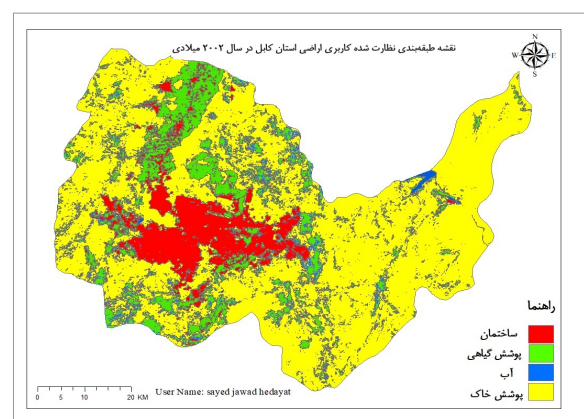 نقشه طبقه‌بندی نظارت شده کاربری اراضی استان کابل در سال ۲۰۰۲ میلادی
N
W E
S
راهنما
ساختمان
پوشش گیاهی
آب
پوشش خاک
0 5 10 20 KM
User Name: sayed jawad hedayat